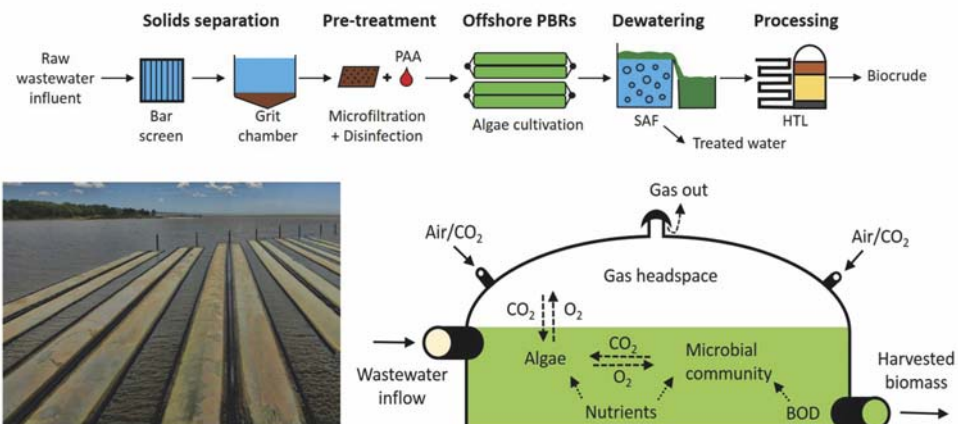 Solids separation
Pre-treatment
Offshore PBRs
Dewatering
Processing
Raw
wastewater
influent
Bar
screen
Grit
chamber
+
PAA
Microfiltration
+ Disinfection
Algae cultivation
SAF
Treated water
HTL
Biocrude
Gas out
Air/CO₂
Air/CO₂
Gas headspace
CO₂
O₂
Wastewater
inflow
Algae
CO₂
O₂
Microbial
community
Nutrients
BOD
Harvested
biomass